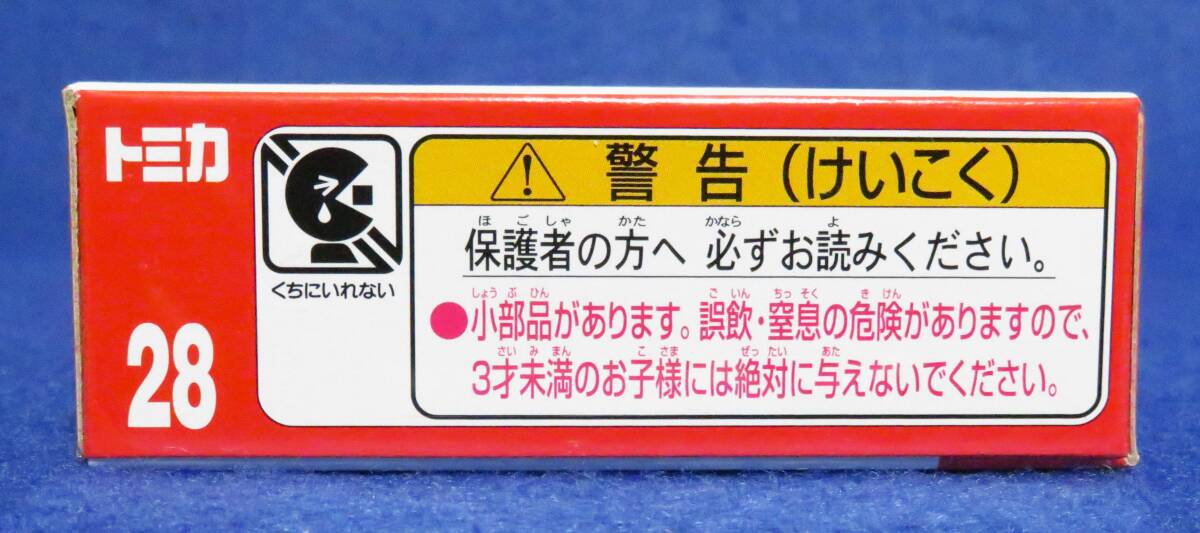 トミカ
28
くちにいれない
警告（けいこく）
ほごしゃ かた かなら よ
保護者の方へ 必ずお読みください。
しょうぶひん ごいん ちっそく きけん
●小部品があります。誤飲・窒息の危険がありますので、
さいみまん こさま ぜったい あた
3才未満のお子様には絶対に与えないでください。